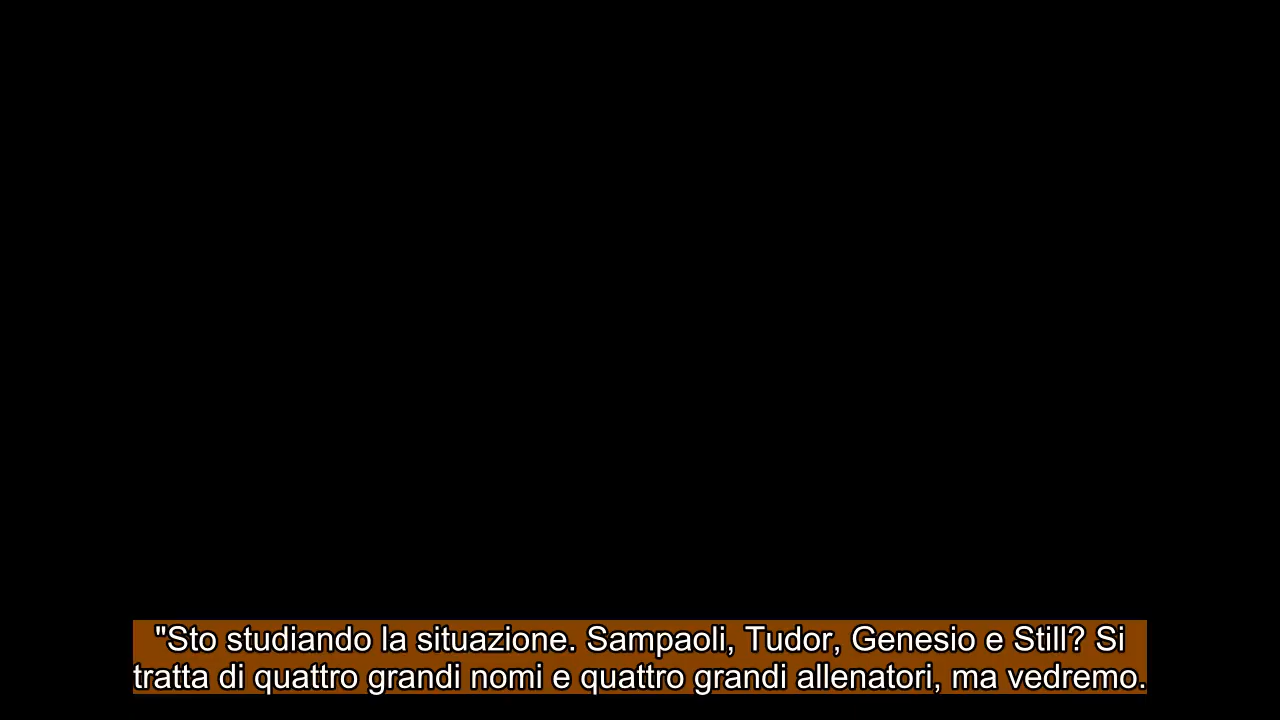 "Sto studiando la situazione. Sampaoli, Tudor, Genesio e Still? Si
tratta di quattro grandi nomi e quattro grandi allenatori, ma vedremo.